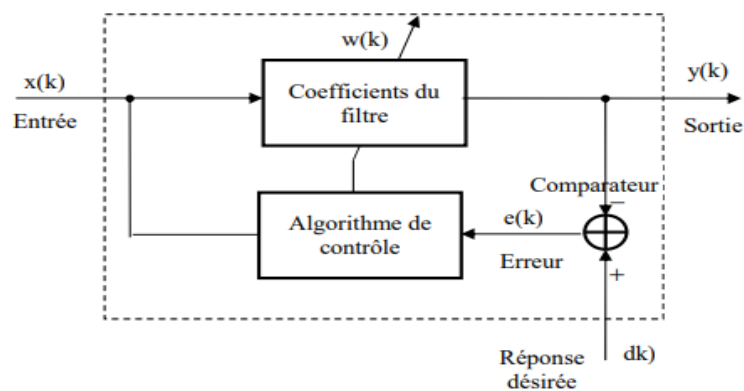 w(k)
x(k)
y(k)
Coefficients du
filtre
Entrée
Sortie
Comparateur
−
Algorithme de
contrôle
e(k)
Erreur
+
Réponse
désirée
dk)